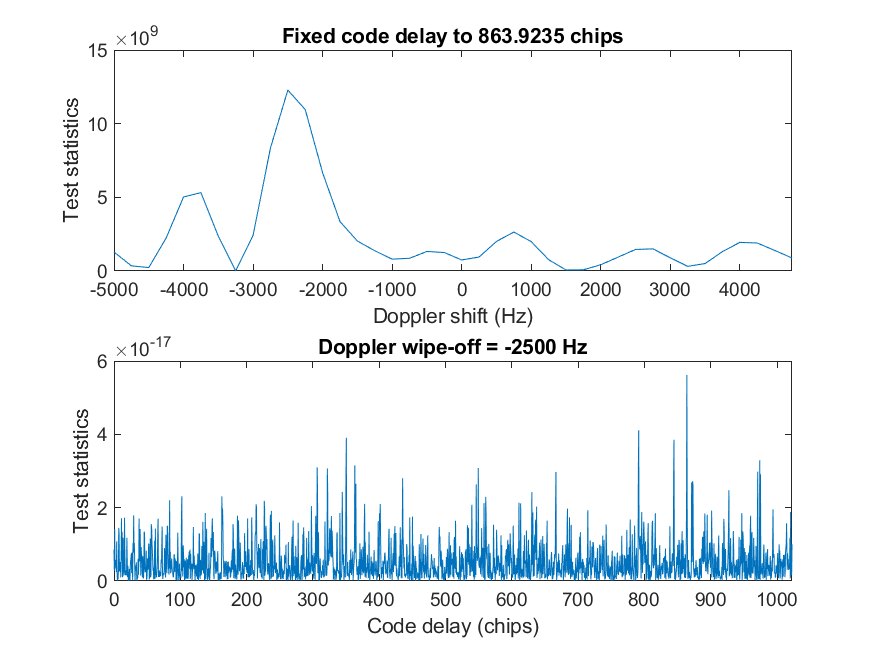 Fixed code delay to 863.9235 chips
×10^9
15
10
5
0
Test statistics
-5000 -4000 -3000 -2000 -1000 0 1000 2000 3000 4000
Doppler shift (Hz)
Doppler wipe-off = -2500 Hz
×10^-17
6
4
2
0
Test statistics
0 100 200 300 400 500 600 700 800 900 1000
Code delay (chips)